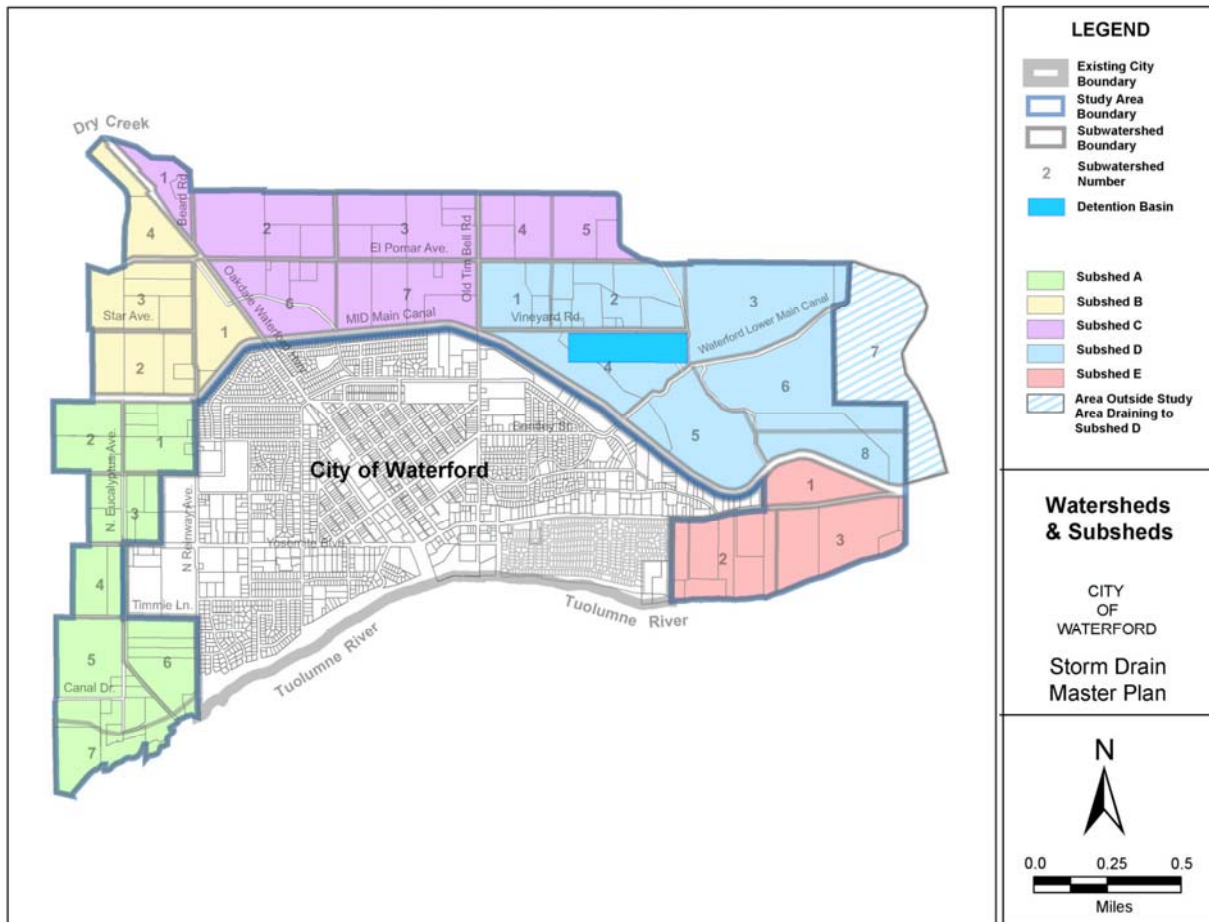 Dry Creek
1
Beard Rd
2
3
4
5
El Pomar Ave.
Old Tim Bell Rd
4
3
Star Ave.
2
1
Oakdale Waterford Hwy
6
7
MID Main Canal
1
2
3
Vineyard Rd
4
Waterford Lower Main Canal
7
6
5
8
Bentley St.
City of Waterford
2
1
N. Eucalyptus Ave.
3
N Reinway Ave.
4
Yosemite Blvd
Timmie Ln.
5
6
Canal Dr.
7
Tuolumne River
Tuolumne River
1
2
3
LEGEND
Existing City
Boundary
Study Area
Boundary
Subwatershed
Boundary
2
Subwatershed
Number
Detention Basin
Subshed A
Subshed B
Subshed C
Subshed D
Subshed E
Area Outside Study
Area Draining to
Subshed D
Watersheds
& Subsheds
CITY
OF
WATERFORD
Storm Drain
Master Plan
N
0.0 0.25 0.5
Miles